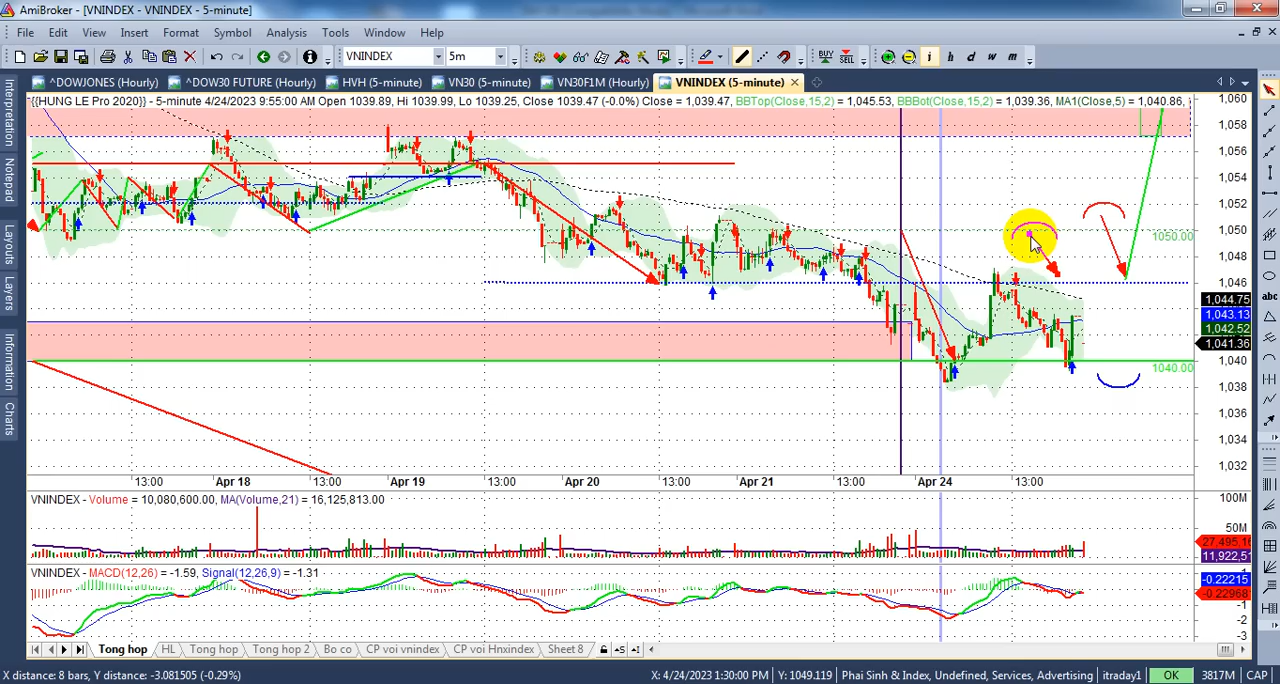 AmiBroker - [VNINDEX - VNINDEX - 5-minute]
File Edit View Insert Format Symbol Analysis Tools Window Help
VNINDEX 5m BUY SELL i h d w m
^DOWJONES (Hourly) ^DOW30 FUTURE (Hourly) HVH (5-minute) VN30 (5-minute) VN30F1M (Hourly) VNINDEX (5-minute)
{{HUNG LE Pro 2020}} - 5-minute 4/24/2023 9:55:00 AM Open 1039.89, Hi 1039.99, Lo 1039.25, Close 1039.47 (-0.0%) Close = 1,039.47, BBTop(Close,15,2) = 1,045.53, BBBot(Close,15,2) = 1,039.36, MA1(Close,5) = 1,040.86,
Interpretation
Notepad
Layouts
Layers
Information
Charts
1,060
1,058
1,056
1,054
1,052
1,050
1050.00
1,048
1,046
1,044.75
1,043.13
1,042.52
1,041.36
1,040
1040.00
1,038
1,036
1,034
1,032
abc
13:00 Apr 18 13:00 Apr 19 13:00 Apr 20 13:00 Apr 21 13:00 Apr 24 13:00
VNINDEX - Volume = 10,080,600.00, MA(Volume,21) = 16,125,813.00
100M
50M
11,922,51
VNINDEX - MACD(12,26) = -1.59, Signal(12,26,9) = -1.31
-0.22215
-0.22968
-1
-2
-3
Tong hop HL Tong hop Tong hop 2 Bo co CP voi vnindex CP voi Hnxindex Sheet 8
X distance: 8 bars, Y distance: -3.081505 (-0.29%) X: 4/24/2023 1:30:00 PM Y: 1049.119 Phai Sinh & Index, Undefined, Services, Advertising itraday1 OK 3817M CAP